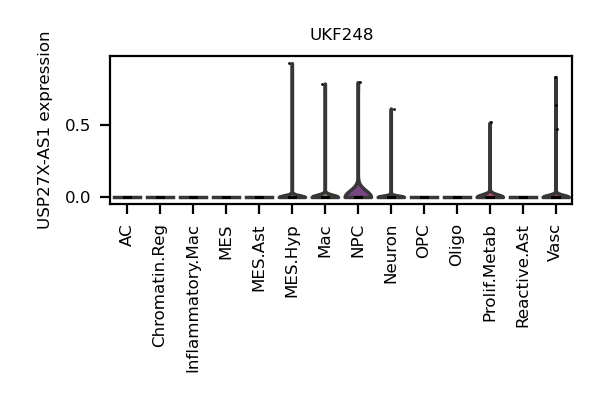 UKF248
USP27X-AS1 expression
0.5
0.0
AC
Chromatin.Reg
Inflammatory.Mac
MES
MES.Ast
MES.Hyp
Mac
NPC
Neuron
OPC
Oligo
Prolif.Metab
Reactive.Ast
Vasc